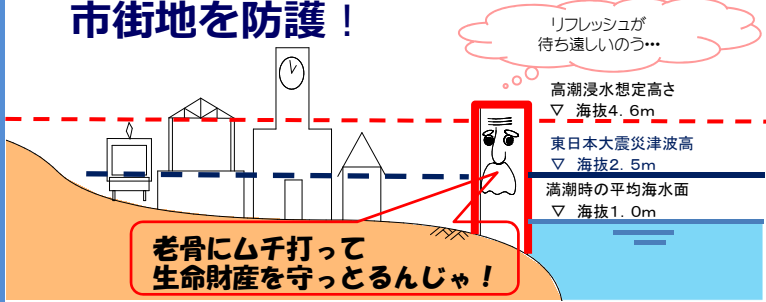 市街地を防護！
リフレッシュが
待ち遠しいのう・・・
高潮浸水想定高さ
▽ 海抜4．6m
東日本大震災津波高
▽ 海抜2．5m
満潮時の平均海水面
▽ 海抜1．0m
老骨にムチ打って
生命財産を守っとるんじゃ！